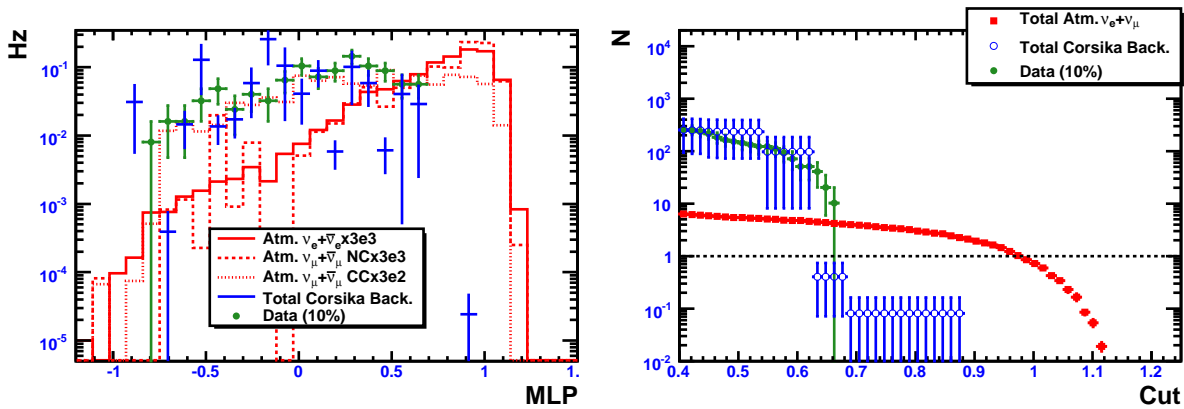 Hz
10⁻¹
10⁻²
10⁻³
10⁻⁴
10⁻⁵
-1
-0.5
0
0.5
1
1.
MLP
Atm. νₑ+ν̅ₑx3e3
Atm. νμ+ν̅μ NCx3e3
Atm. νμ+ν̅μ CCx3e2
Total Corsika Back.
Data (10%)
N
10⁴
10³
10²
10
1
10⁻¹
10⁻²
0.4
0.5
0.6
0.7
0.8
0.9
1.0
1.1
1.2
Cut
Total Atm. νₑ+νμ
Total Corsika Back.
Data (10%)